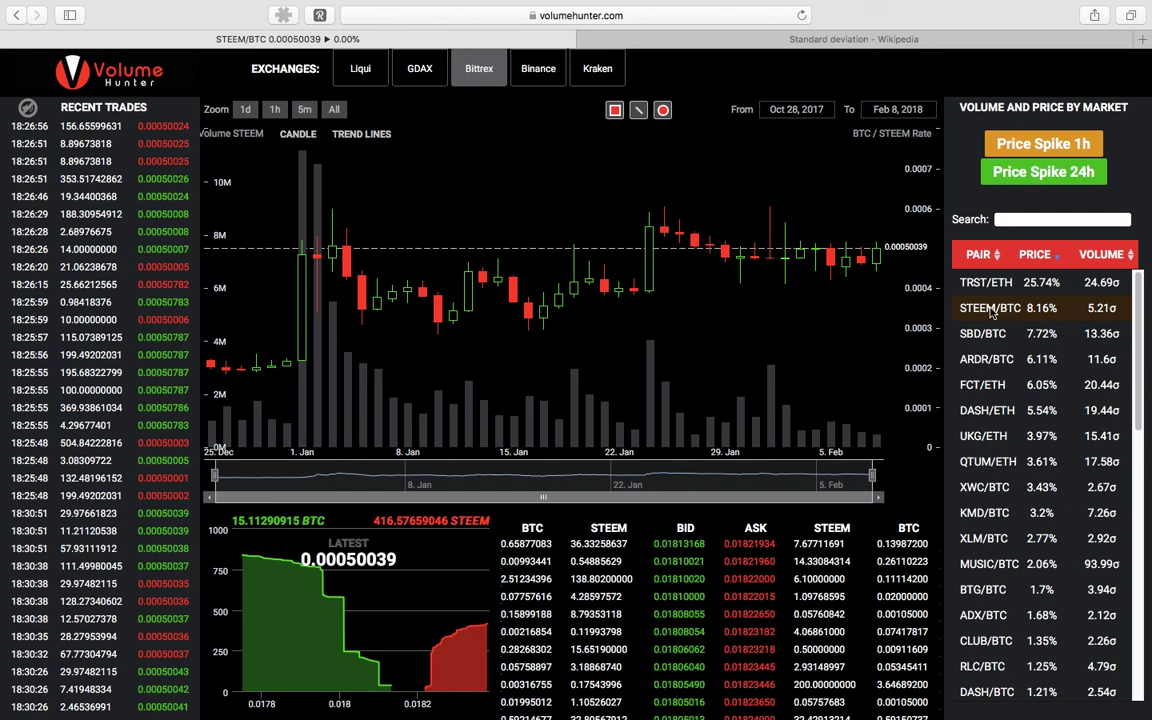 volumehunter.com
STEEM/BTC 0.00050039 ▶ 0.00%
Standard deviation - Wikipedia
Volume
Hunter
EXCHANGES:
Liqui
GDAX
Bittrex
Binance
Kraken
RECENT TRADES
18:26:56 156.65599631 0.00050024
18:26:51 8.89673818 0.00050025
18:26:51 8.89673818 0.00050025
18:26:51 353.51742862 0.00050026
18:26:46 19.34400368 0.00050024
18:26:29 188.30954912 0.00050008
18:26:28 2.68976675 0.00050008
18:26:26 14.00000000 0.00050007
18:26:20 21.06238678 0.00050005
18:26:15 25.66212565 0.00050782
18:25:59 0.98418376 0.00050783
18:25:59 10.00000000 0.00050006
18:25:57 115.07389125 0.00050787
18:25:56 199.49202031 0.00050787
18:25:55 195.68322799 0.00050787
18:25:55 100.00000000 0.00050787
18:25:55 369.93861034 0.00050786
18:25:55 4.29677401 0.00050783
18:25:48 504.84222816 0.00050003
18:25:48 3.08309722 0.00050005
18:25:48 132.48196152 0.00050001
18:25:48 199.49202031 0.00050002
18:30:51 29.97661823 0.00050039
18:30:51 11.21120538 0.00050039
18:30:51 57.93111912 0.00050038
18:30:38 111.49980045 0.00050037
18:30:38 29.97482115 0.00050035
18:30:38 128.27340602 0.00050036
18:30:38 12.57027378 0.00050037
18:30:35 28.27953994 0.00050036
18:30:32 67.77304794 0.00050037
18:30:26 29.97482115 0.00050043
18:30:26 7.41948334 0.00050042
18:30:26 2.46536991 0.00050041
Zoom 1d 1h 5m All
From Oct 28, 2017 To Feb 8, 2018
Volume STEEM CANDLE TREND LINES
BTC / STEEM Rate
10M
8M
6M
4M
2M
0M
0.0007
0.0006
0.00050039
0.0004
0.0003
0.0002
0.0001
0
25. Dec 1. Jan 8. Jan 15. Jan 22. Jan 29. Jan 5. Feb
8. Jan 22. Jan 5. Feb
15.11290915 BTC 416.57659046 STEEM
LATEST
0.00050039
1000
750
500
250
0
0.0178 0.018 0.0182
BTC STEEM BID ASK STEEM BTC
0.65877083 36.33258637 0.01813168 0.01821934 7.67711691 0.13987200
0.00993441 0.54885629 0.01810021 0.01821960 14.33084314 0.26110223
2.51234396 138.80200000 0.01810020 0.01822000 6.10000000 0.11114200
0.07757616 4.28597572 0.01810000 0.01822015 1.09768595 0.02000000
0.15899188 8.79353118 0.01808055 0.01822650 0.05760842 0.00105000
0.00216854 0.11993798 0.01808054 0.01823182 4.06861000 0.07417817
0.28268302 15.65190000 0.01806062 0.01823218 0.50000000 0.00911609
0.05758897 3.18868740 0.01806040 0.01823445 2.93148997 0.05345411
0.00316755 0.17543996 0.01805490 0.01823446 200.00000000 3.64689200
0.01995012 1.10526027 0.01805016 0.01823650 0.05757683 0.00105000
VOLUME AND PRICE BY MARKET
Price Spike 1h
Price Spike 24h
Search:
PAIR PRICE VOLUME
TRST/ETH 25.74% 24.69σ
STEEM/BTC 8.16% 5.21σ
SBD/BTC 7.72% 13.36σ
ARDR/BTC 6.11% 11.6σ
FCT/ETH 6.05% 20.44σ
DASH/ETH 5.54% 19.44σ
UKG/ETH 3.97% 15.41σ
QTUM/ETH 3.61% 17.58σ
XWC/BTC 3.43% 2.67σ
KMD/BTC 3.2% 7.26σ
XLM/BTC 2.77% 2.92σ
MUSIC/BTC 2.06% 93.99σ
BTG/BTC 1.7% 3.94σ
ADX/BTC 1.68% 2.12σ
CLUB/BTC 1.35% 2.26σ
RLC/BTC 1.25% 4.79σ
DASH/BTC 1.21% 2.54σ